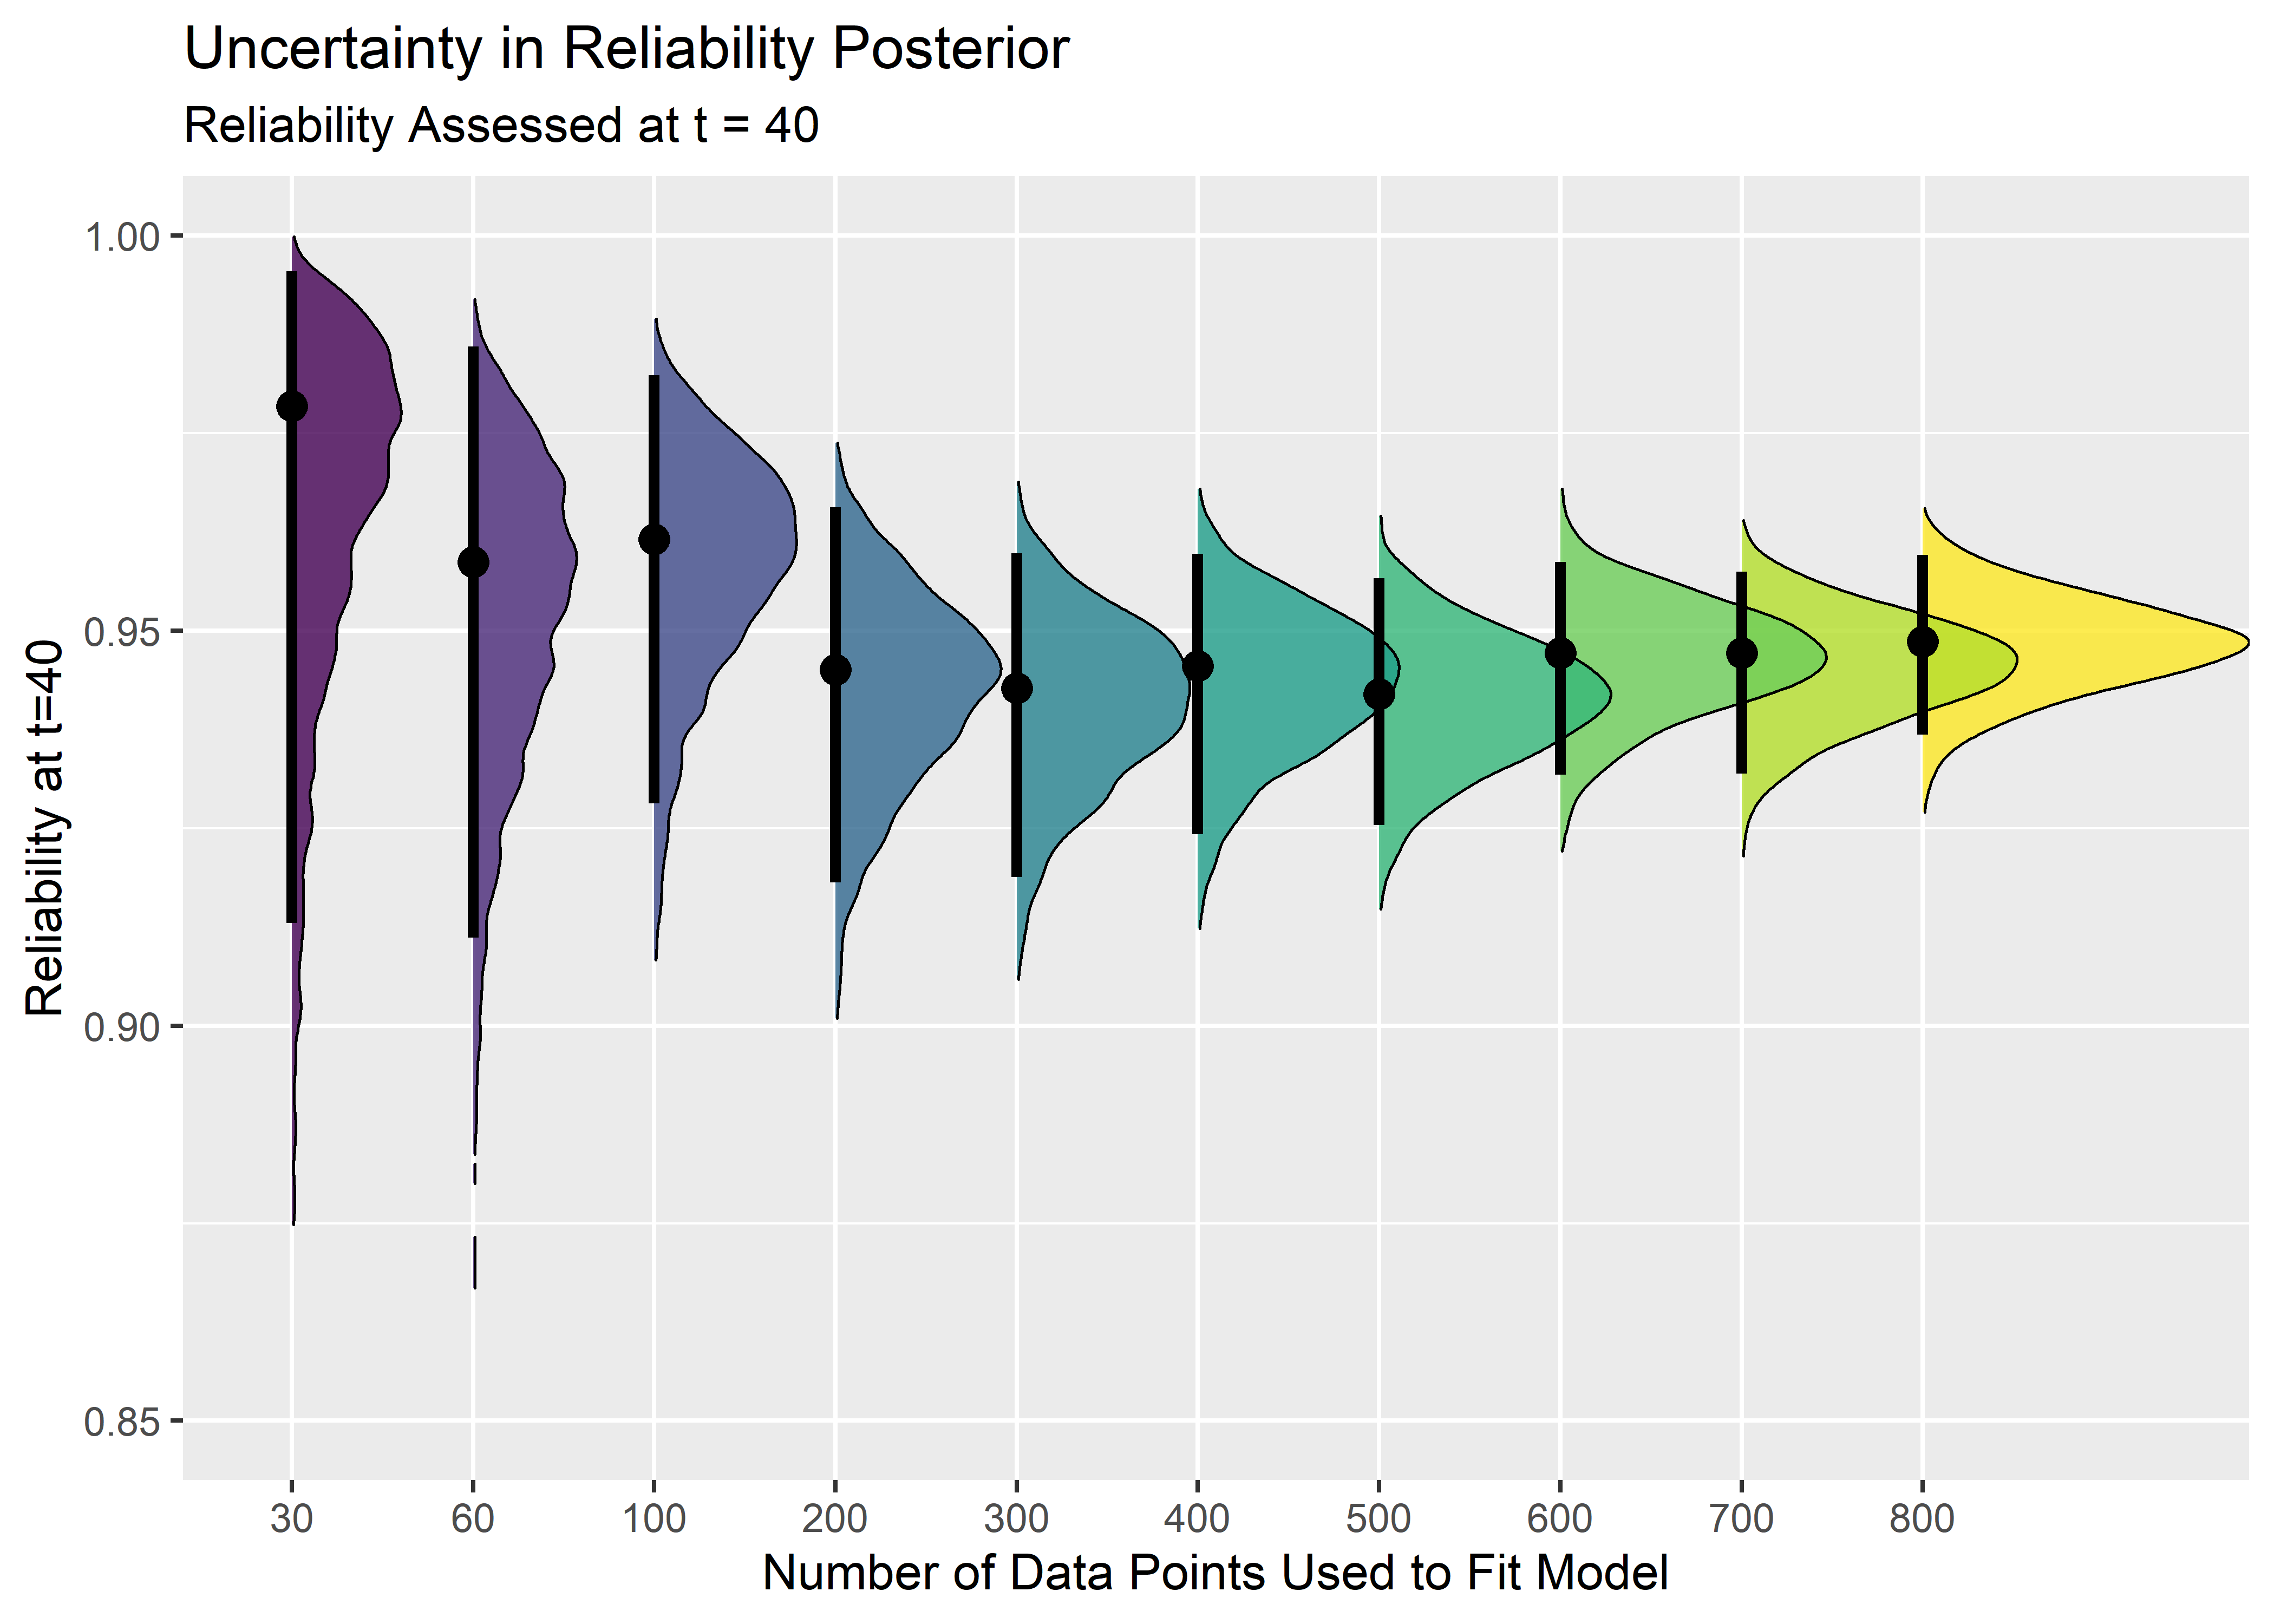 Uncertainty in Reliability Posterior
Reliability Assessed at t = 40
Reliability at t=40
1.00
0.95
0.90
0.85
30 60 100 200 300 400 500 600 700 800
Number of Data Points Used to Fit Model